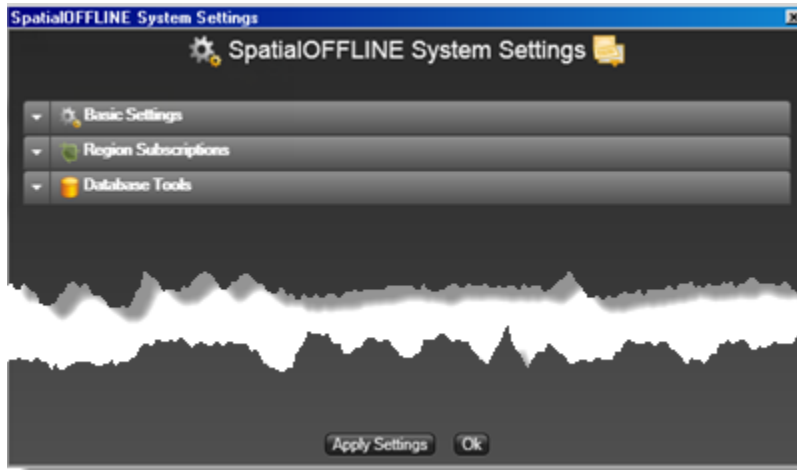 SpatialOFFLINE System Settings
SpatialOFFLINE System Settings
Basic Settings
Region Subscriptions
Database Tools
Apply Settings Ok